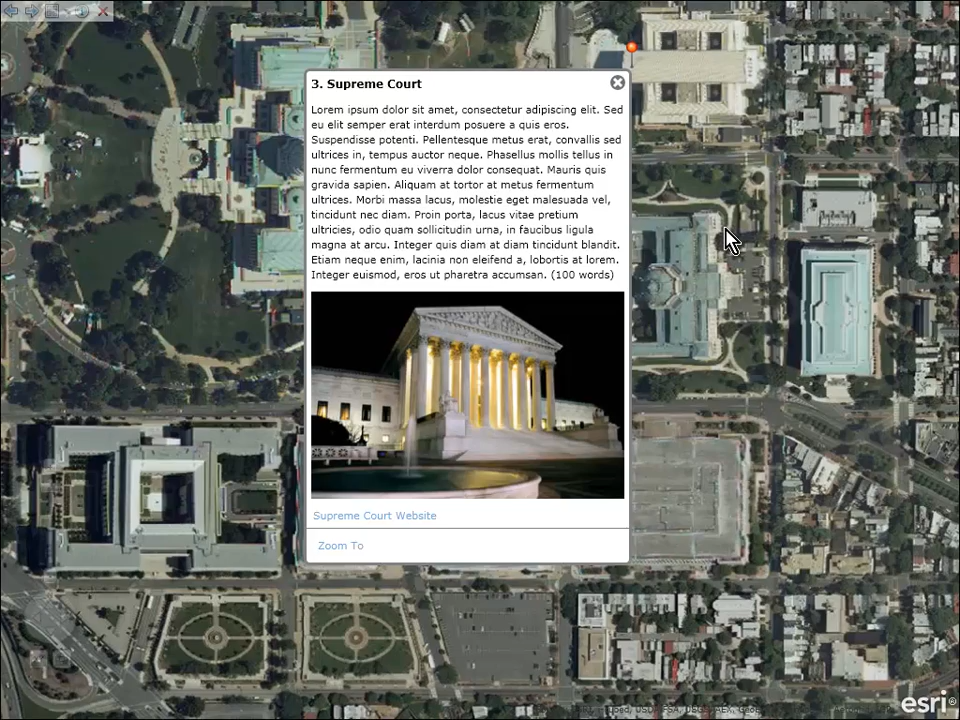 3. Supreme Court
Lorem ipsum dolor sit amet, consectetur adipiscing elit. Sed
eu elit semper erat interdum posuere a quis eros.
Suspendisse potenti. Pellentesque metus erat, convallis sed
ultrices in, tempus auctor neque. Phasellus mollis tellus in
nunc fermentum eu viverra dolor consequat. Mauris quis
gravida sapien. Aliquam at tortor at metus fermentum
ultrices. Morbi massa lacus, molestie eget malesuada vel,
tincidunt nec diam. Proin porta, lacus vitae pretium
ultricies, odio quam sollicitudin urna, in faucibus ligula
magna at arcu. Integer quis diam at diam tincidunt blandit.
Etiam neque enim, lacinia non eleifend a, lobortis at lorem.
Integer euismod, eros ut pharetra accumsan. (100 words)
Supreme Court Website
Zoom To
esri